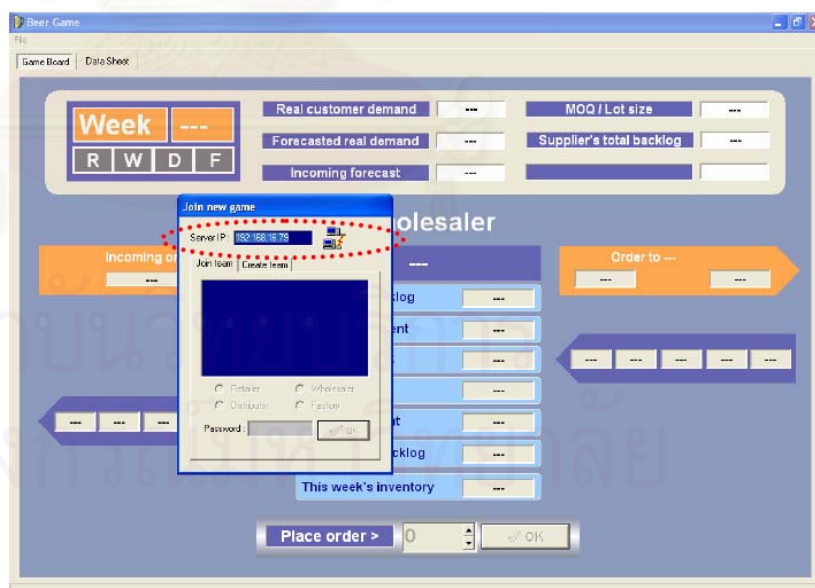 Beer Game
File
Game Board Data Sheet
Week ---
R W D F
Real customer demand ---
Forecasted real demand ---
Incoming forecast ---
MOQ / Lot size ---
Supplier's total backlog ---
Join new game
Server IP: 192.168.16.79
Join team Create team
Retailer Wholesaler
Distributor Factory
Password: OK
olesaler
Incoming or
---
---
Order to ---
--- ---
klog ---
ent ---
---
---
--- --- --- --- ---
--- --- ---
nt ---
cklog ---
This week's inventory ---
Place order > 0 OK